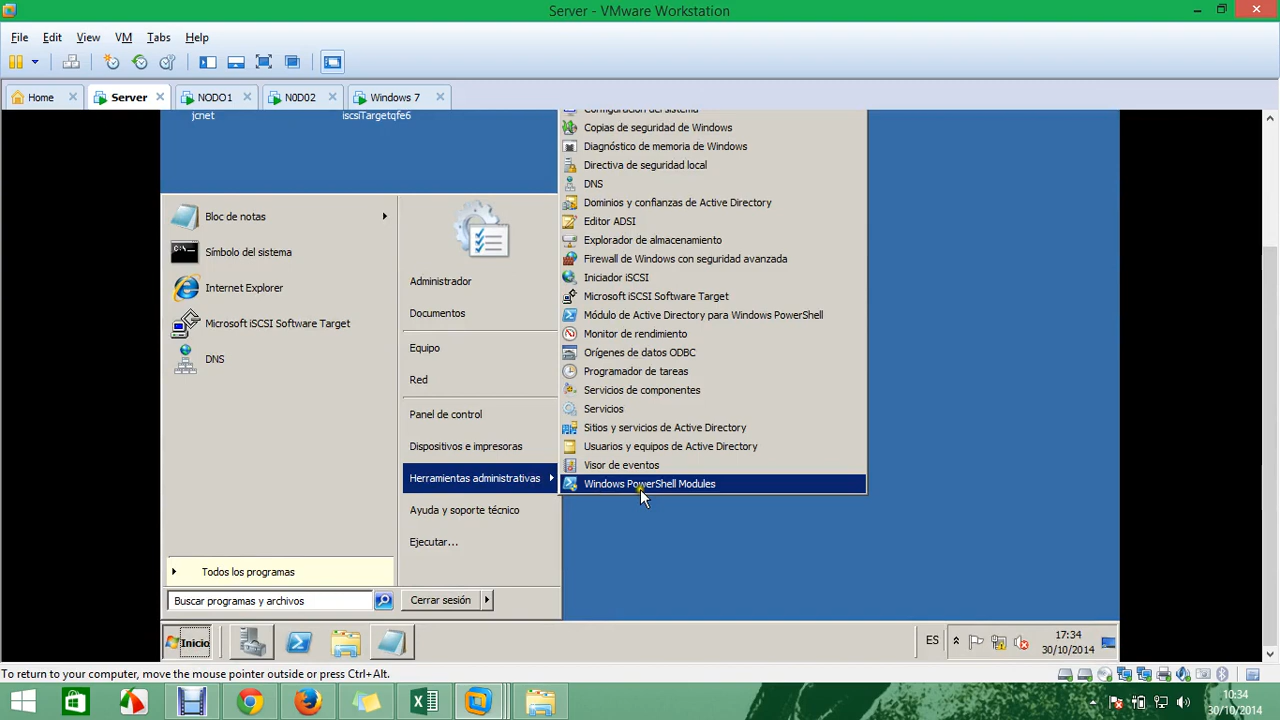 Server - VMware Workstation
File Edit View VM Tabs Help
Home Server NODO1 NODO2 Windows 7
jcnet iscsiTargetqfe6
Configuración del sistema
Copias de seguridad de Windows
Diagnóstico de memoria de Windows
Directiva de seguridad local
DNS
Dominios y confianzas de Active Directory
Editor ADSI
Explorador de almacenamiento
Firewall de Windows con seguridad avanzada
Iniciador iSCSI
Microsoft iSCSI Software Target
Módulo de Active Directory para Windows PowerShell
Monitor de rendimiento
Orígenes de datos ODBC
Programador de tareas
Servicios de componentes
Servicios
Sitios y servicios de Active Directory
Usuarios y equipos de Active Directory
Visor de eventos
Windows PowerShell Modules
Bloc de notas
Símbolo del sistema
Internet Explorer
Microsoft iSCSI Software Target
DNS
Administrador
Documentos
Equipo
Red
Panel de control
Dispositivos e impresoras
Herramientas administrativas
Ayuda y soporte técnico
Ejecutar...
Todos los programas
Buscar programas y archivos
Cerrar sesión
Inicio
ES
17:34
30/10/2014
To return to your computer, move the mouse pointer outside or press Ctrl+Alt.
10:34
30/10/2014